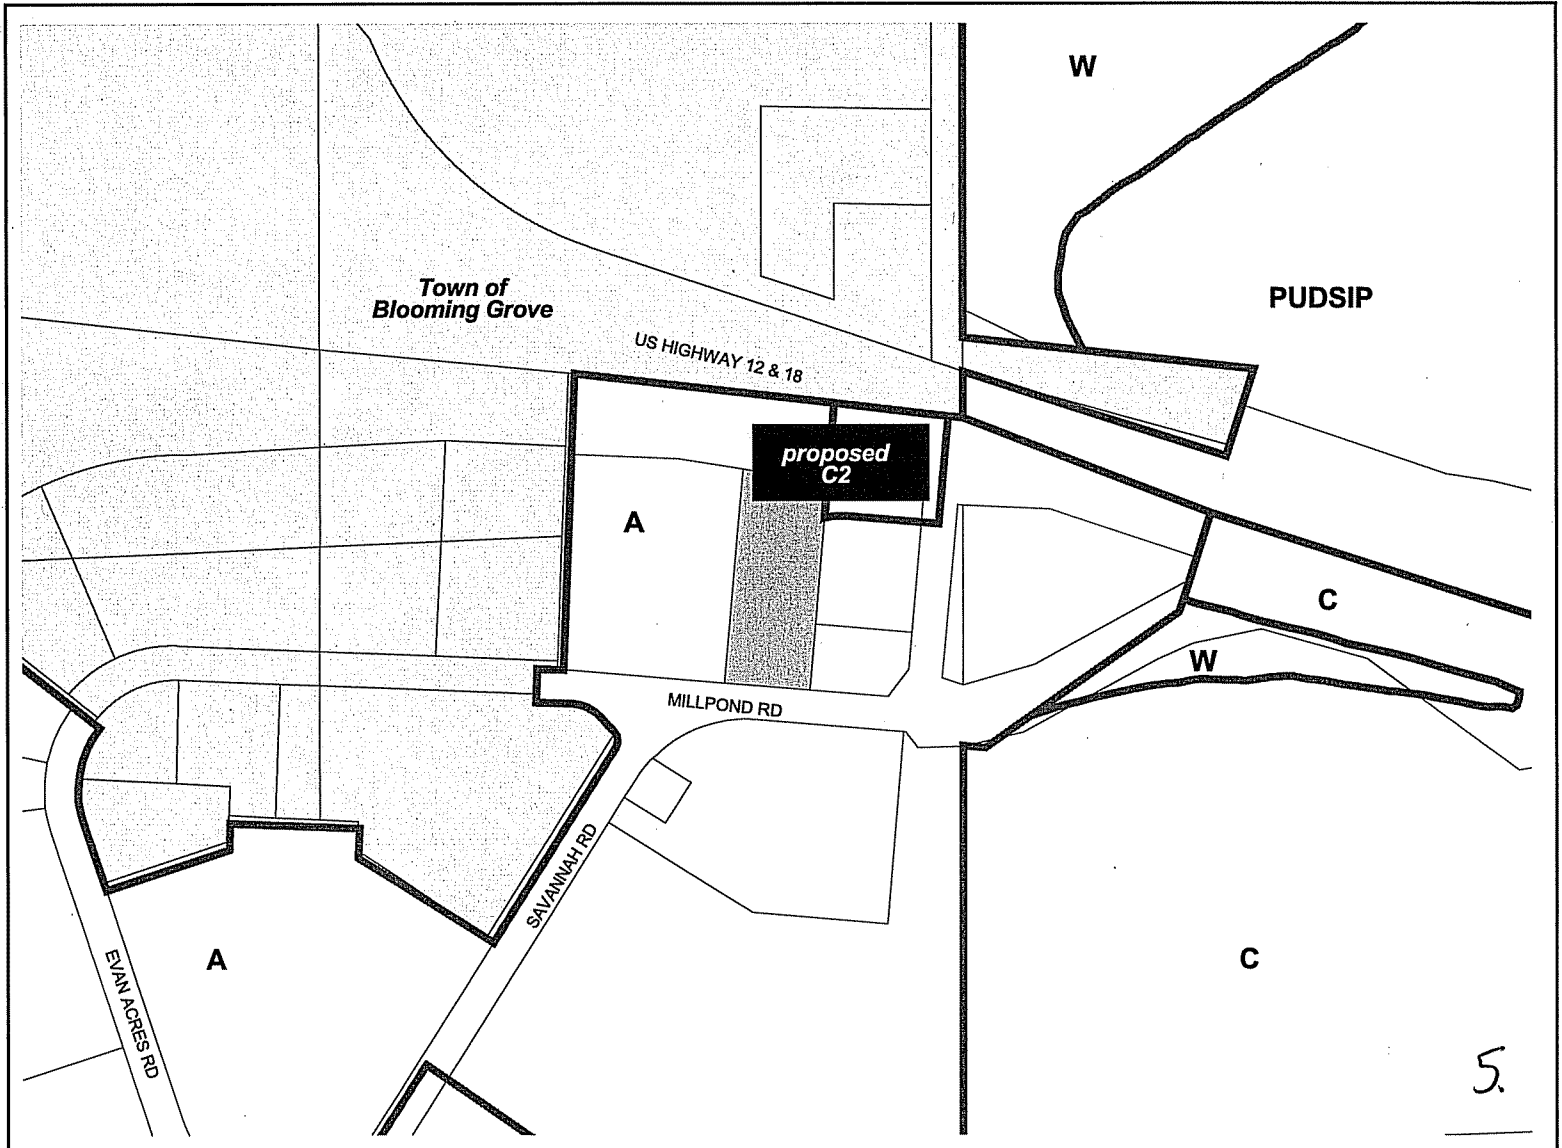 W
Town of
Blooming Grove
PUDSIP
US HIGHWAY 12 & 18
proposed
C2
A
C
W
MILLPOND RD
SAVANNAH RD
A
EVAN ACRES RD
C
5.